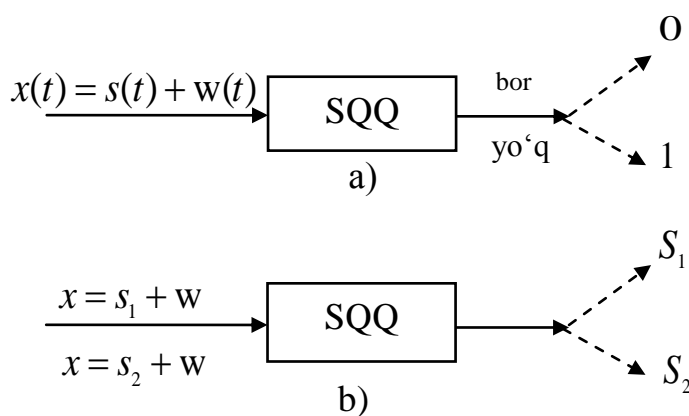 O
x(t) = s(t) + w(t)
SQQ
bor
yo‘q
1
a)
S₁
x = s₁ + w
SQQ
x = s₂ + w
S₂
b)